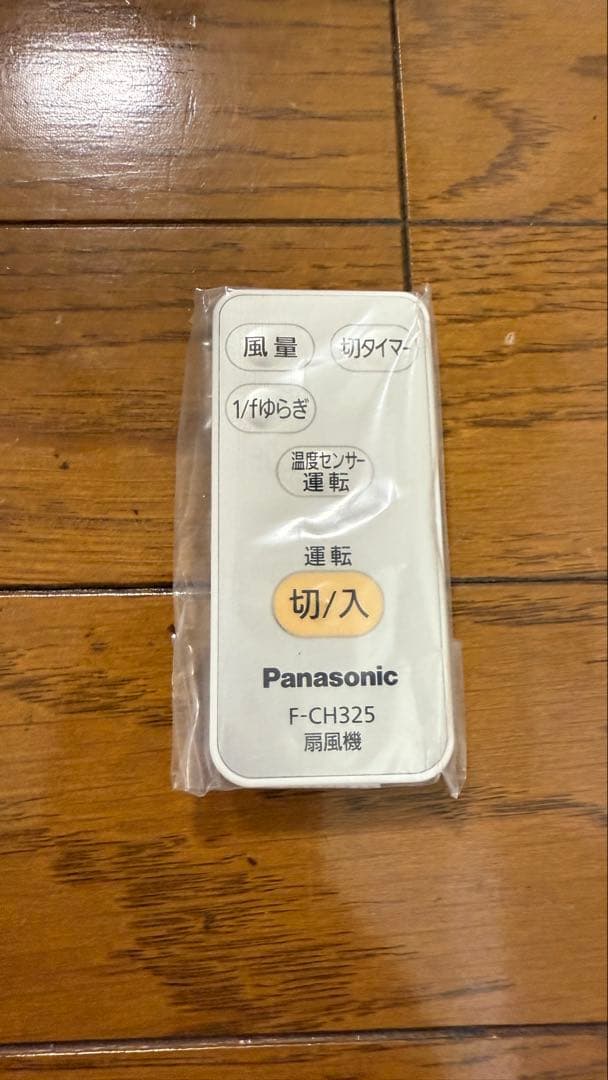 風量 切タイマー
1/fゆらぎ
温度センサー
運転
運転
切/入
Panasonic
F-CH325
扇風機